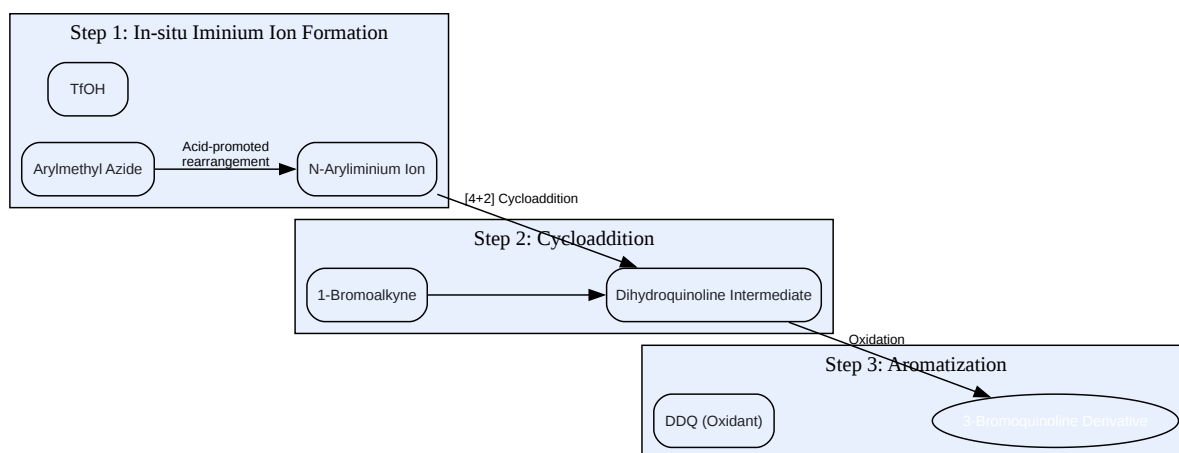 Step 1: In-situ Iminium Ion Formation
TfOH
Arylmethyl Azide
Acid-promoted
rearrangement
N-Aryliminium Ion
[4+2] Cycloaddition
Step 2: Cycloaddition
1-Bromoalkyne
Dihydroquinoline Intermediate
Oxidation
Step 3: Aromatization
DDQ (Oxidant)
3-Bromoquinoline Derivative